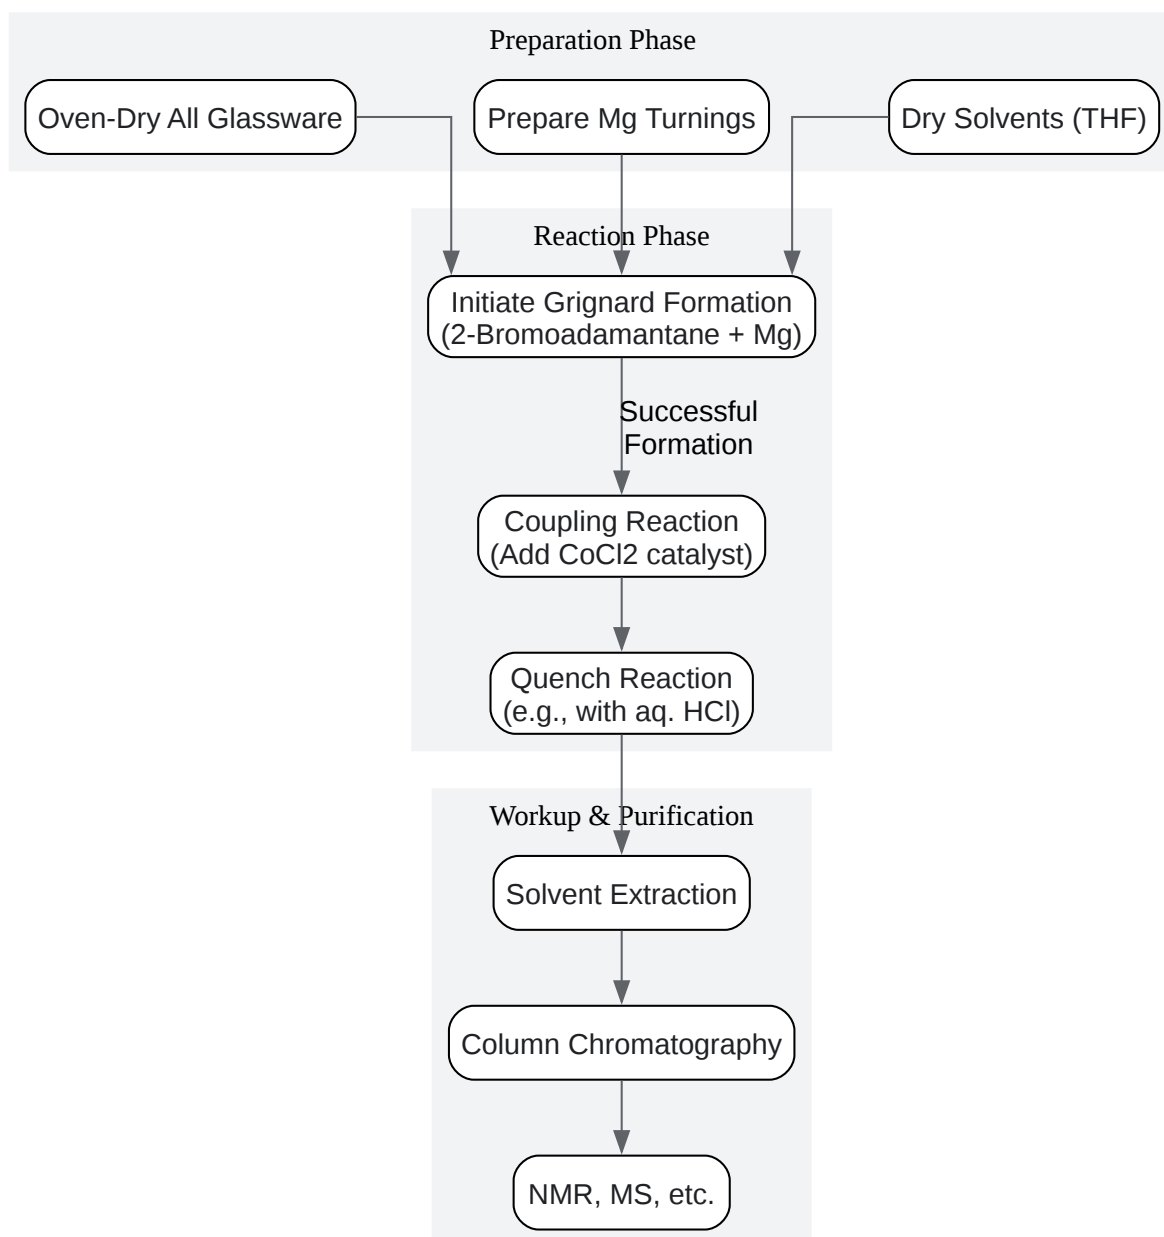 Preparation Phase
Oven-Dry All Glassware
Prepare Mg Turnings
Dry Solvents (THF)
Reaction Phase
Initiate Grignard Formation
(2-Bromoadamantane + Mg)
Successful
Formation
Coupling Reaction
(Add CoCl2 catalyst)
Quench Reaction
(e.g., with aq. HCl)
Workup & Purification
Solvent Extraction
Column Chromatography
NMR, MS, etc.